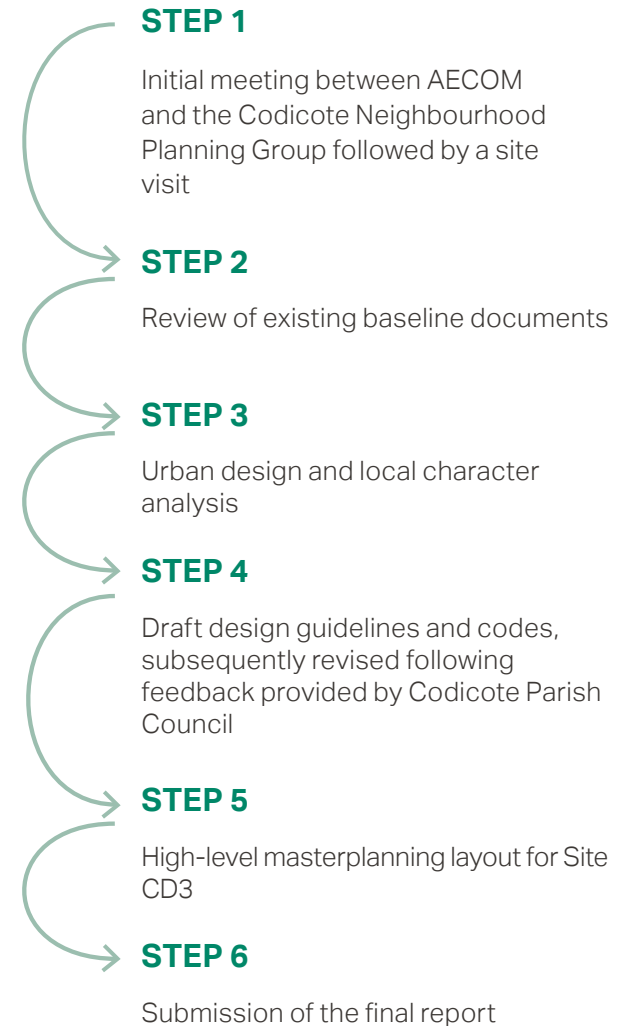 STEP 1
Initial meeting between AECOM
and the Codicote Neighbourhood
Planning Group followed by a site
visit
STEP 2
Review of existing baseline documents
STEP 3
Urban design and local character
analysis
STEP 4
Draft design guidelines and codes,
subsequently revised following
feedback provided by Codicote Parish
Council
STEP 5
High-level masterplanning layout for Site
CD3
STEP 6
Submission of the final report